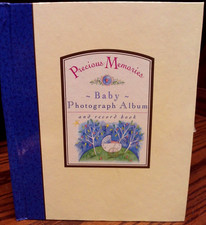 Precious Memories
~ Baby ~
Photograph Album
and record book